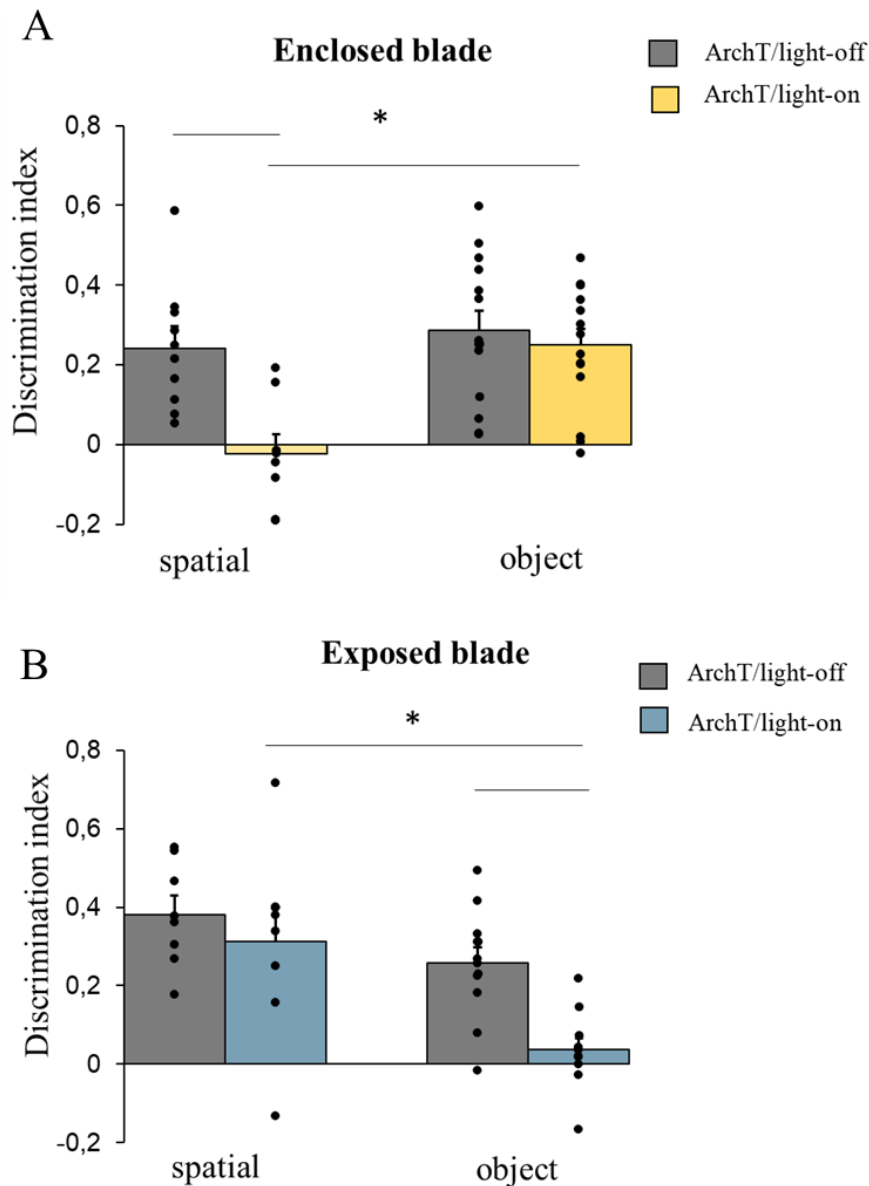 A
Enclosed blade
ArchT/light-off
ArchT/light-on
*
Discrimination index
0,8
0,6
0,4
0,2
0
-0,2
spatial
object
B
Exposed blade
ArchT/light-off
ArchT/light-on
*
Discrimination index
0,8
0,6
0,4
0,2
0
-0,2
spatial
object